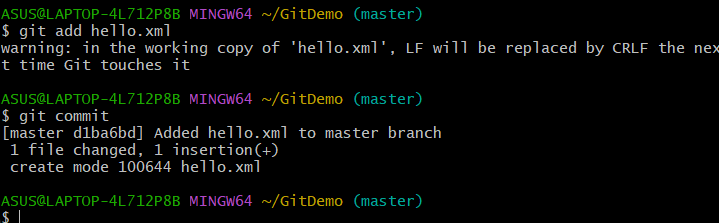 ASUS@LAPTOP-4L712P8B MINGW64 ~/GitDemo (master)
$ git add hello.xml
warning: in the working copy of 'hello.xml', LF will be replaced by CRLF the nex
t time Git touches it
ASUS@LAPTOP-4L712P8B MINGW64 ~/GitDemo (master)
$ git commit
[master d1ba6bd] Added hello.xml to master branch
 1 file changed, 1 insertion(+)
 create mode 100644 hello.xml
ASUS@LAPTOP-4L712P8B MINGW64 ~/GitDemo (master)
$